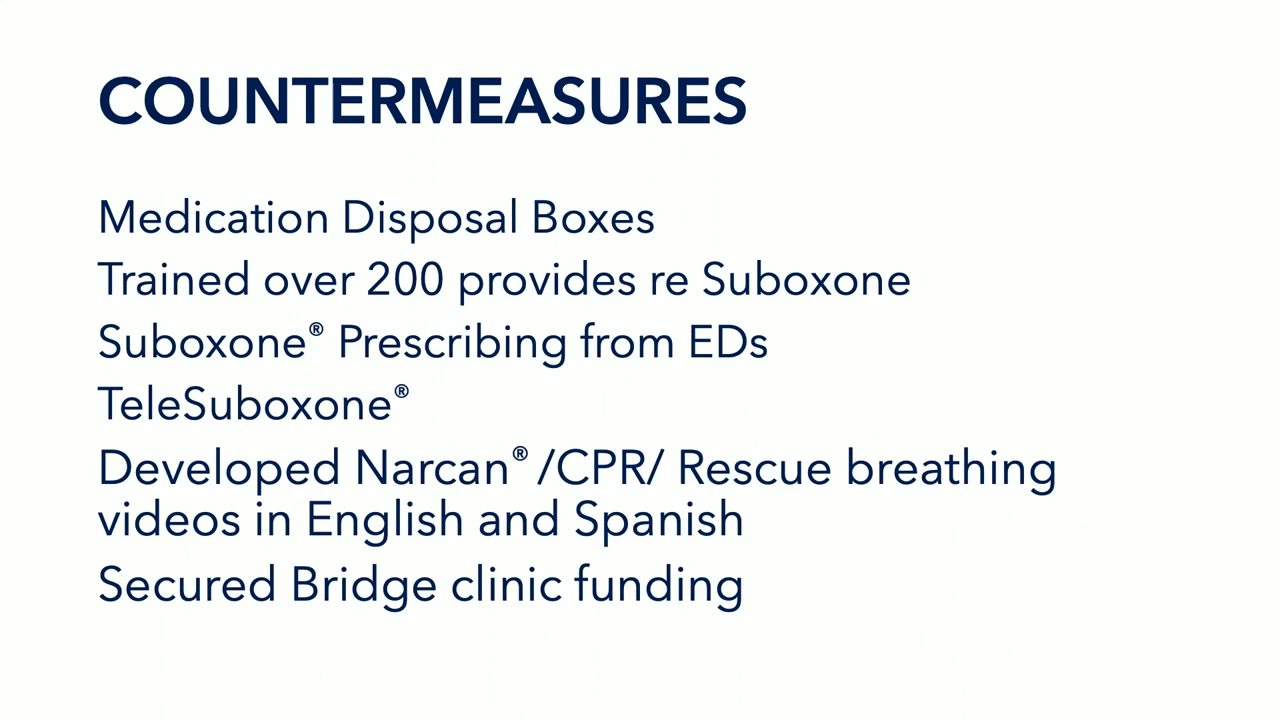 COUNTERMEASURES
Medication Disposal Boxes
Trained over 200 provides re Suboxone
Suboxone® Prescribing from EDs
TeleSuboxone®
Developed Narcan® /CPR/ Rescue breathing
videos in English and Spanish
Secured Bridge clinic funding